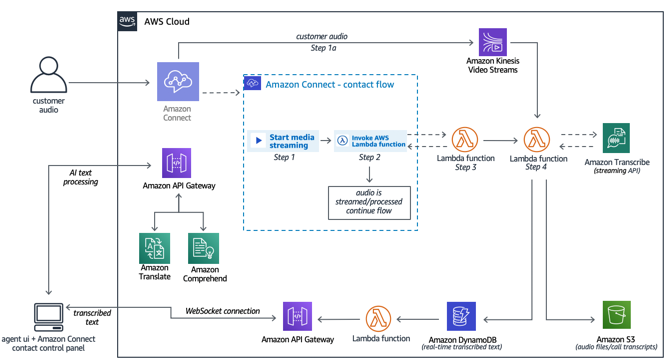 aws
AWS Cloud
customer audio
Step 1a
Amazon Kinesis
Video Streams
customer
audio
Amazon
Connect
Amazon Connect - contact flow
Start media
streaming
Step 1
Invoke AWS
Lambda function
Step 2
Lambda function
Step 3
Lambda function
Step 4
Amazon Transcribe
(streaming API)
audio is
streamed/processed
continue flow
AI text
processing
Amazon API Gateway
Amazon
Translate
Amazon
Comprehend
transcribed
text
WebSocket connection
agent ui + Amazon Connect
contact control panel
Amazon API Gateway
Lambda function
Amazon DynamoDB
(real-time transcribed text)
Amazon S3
(audio files/call transcripts)